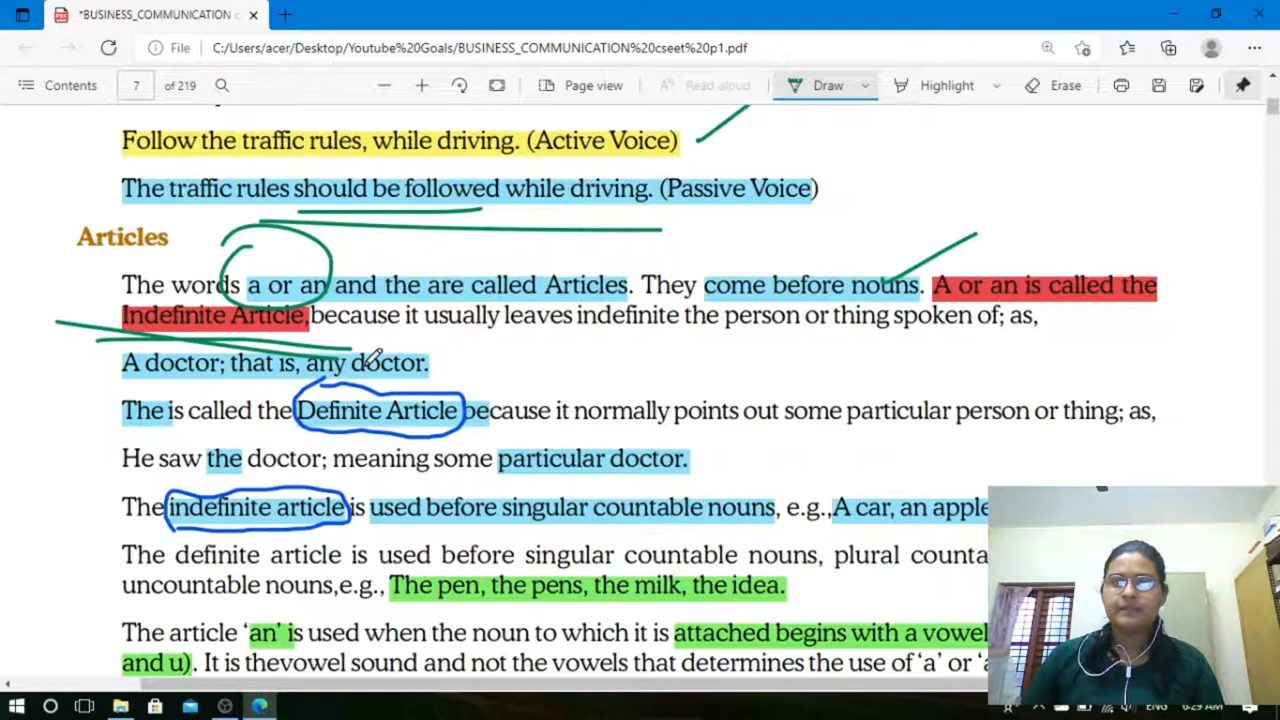 *BUSINESS_COMMUNICATION c
File C:/Users/acer/Desktop/Youtube%20Goals/BUSINESS_COMMUNICATION%20cseet%20p1.pdf
Contents 7 of 219 Page view Read aloud Draw Highlight Erase
Follow the traffic rules, while driving. (Active Voice)
The traffic rules should be followed while driving. (Passive Voice)
Articles
The words a or an and the are called Articles. They come before nouns. A or an is called the
Indefinite Article, because it usually leaves indefinite the person or thing spoken of; as,
A doctor; that is, any doctor.
The is called the Definite Article because it normally points out some particular person or thing; as,
He saw the doctor; meaning some particular doctor.
The indefinite article is used before singular countable nouns, e.g., A car, an apple
The definite article is used before singular countable nouns, plural counta
uncountable nouns,e.g., The pen, the pens, the milk, the idea.
The article ‘an’ is used when the noun to which it is attached begins with a vowel
and u). It is thevowel sound and not the vowels that determines the use of ‘a’ or ‘a
ENG 6:29 AM